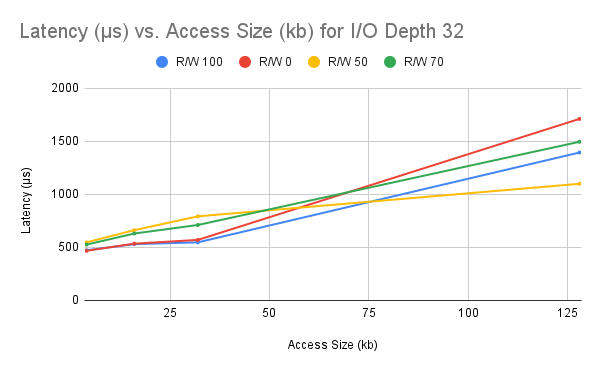 Latency (μs) vs. Access Size (kb) for I/O Depth 32
R/W 100 R/W 0 R/W 50 R/W 70
2000
1500
1000
500
0
Latency (μs)
25 50 75 100 125
Access Size (kb)